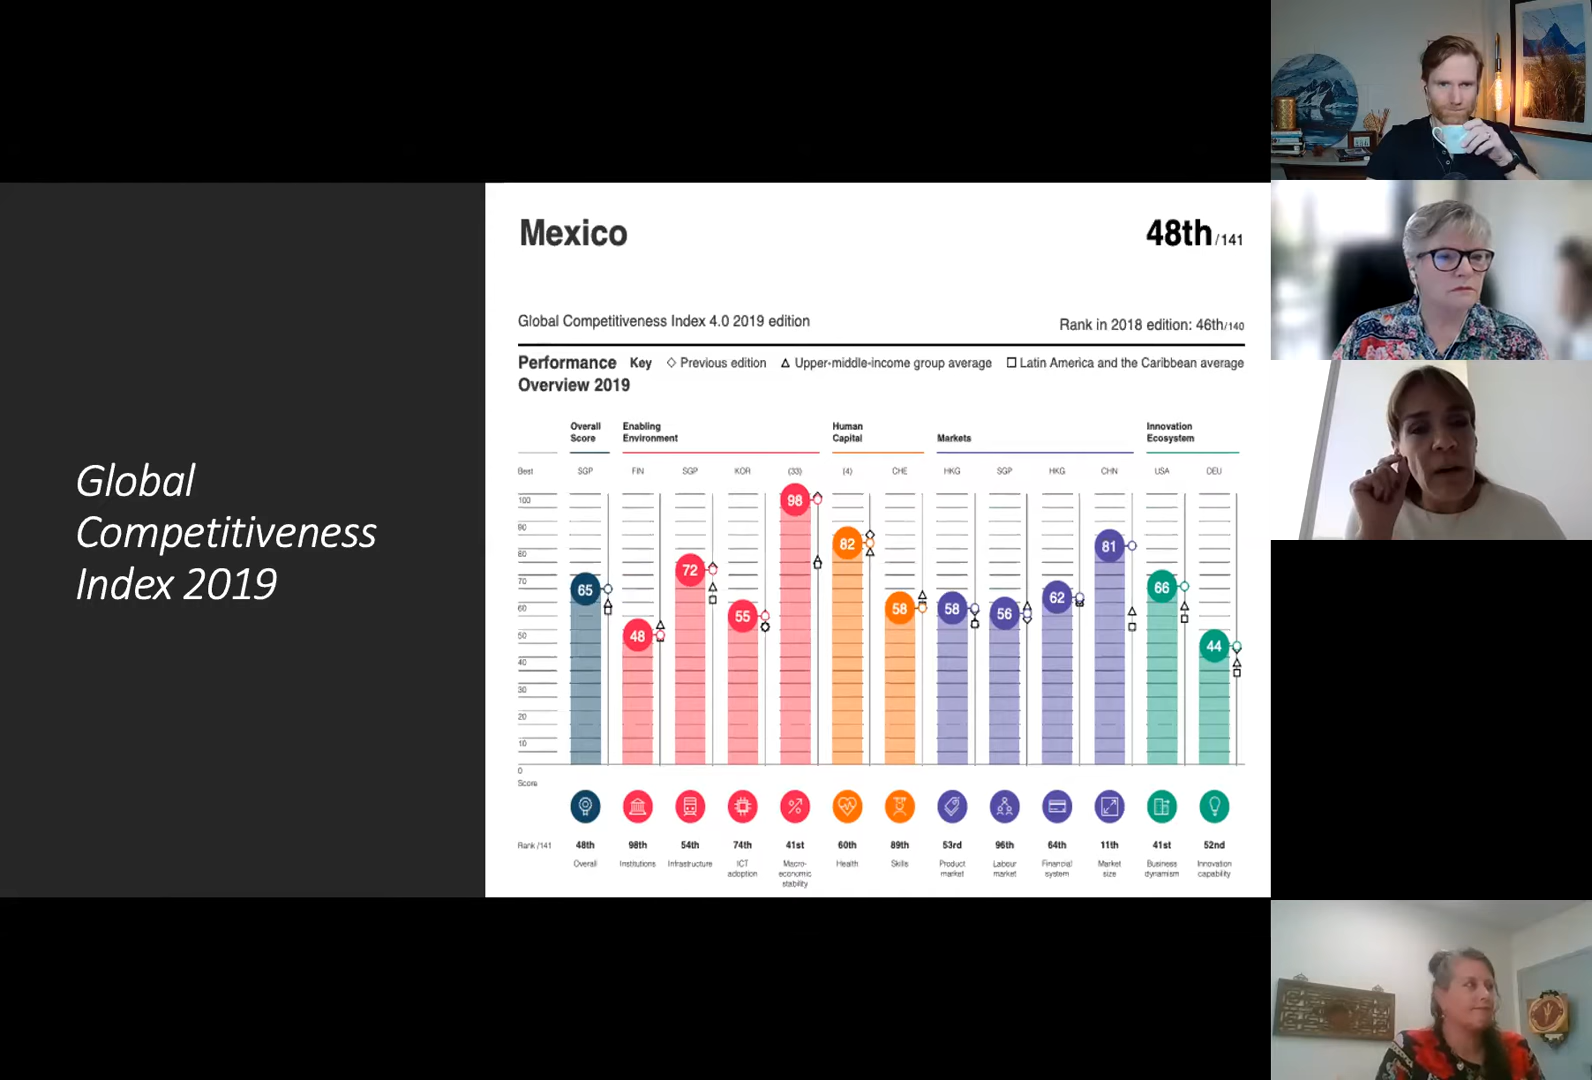 Global
Competitiveness
Index 2019
Mexico
48th/141
Global Competitiveness Index 4.0 2019 edition
Rank in 2018 edition: 46th/140
Performance
Overview 2019
Key ◇ Previous edition △ Upper-middle-income group average □ Latin America and the Caribbean average
Overall
Score
Enabling
Environment
Human
Capital
Markets
Innovation
Ecosystem
Best SGP FIN SGP KOR (33) (4) CHE HKG SGP HKG CHN USA DEU
100
90
80
70
60
50
40
30
20
10
0
Score
65 48 72 55 98 82 58 58 56 62 81 66 44
Rank /141 48th 98th 54th 74th 41st 60th 89th 53rd 96th 64th 11th 41st 52nd
Overall
Institutions
Infrastructure
ICT
adoption
Macro-
economic
stability
Health
Skills
Product
market
Labour
market
Financial
system
Market
size
Business
dynamism
Innovation
capability